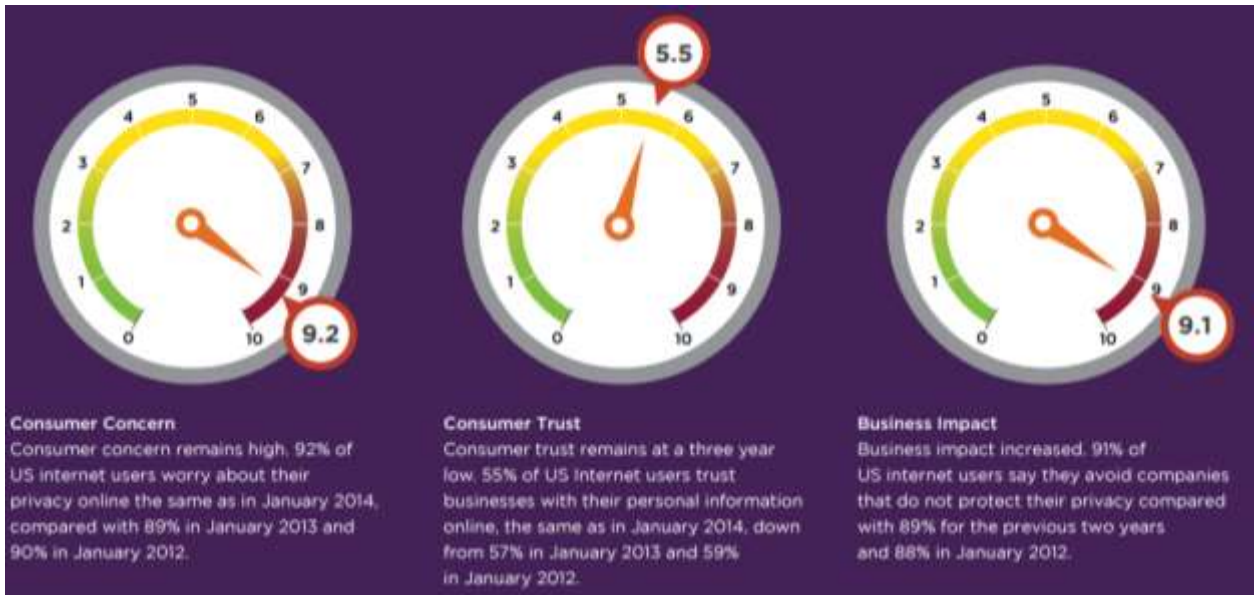 5.5
5
4
6
3
7
2
8
1
9
0
10
9.2
5
4
6
3
7
2
8
1
9
0
10
5
4
6
3
7
2
8
1
9
0
10
9.1
Consumer Concern
Consumer concern remains high. 92% of
US internet users worry about their
privacy online the same as in January 2014,
compared with 89% in January 2013 and
90% in January 2012.
Consumer Trust
Consumer trust remains at a three year
low. 55% of US Internet users trust
businesses with their personal information
online, the same as in January 2014, down
from 57% in January 2013 and 59%
in January 2012.
Business Impact
Business impact increased. 91% of
US internet users say they avoid companies
that do not protect their privacy compared
with 89% for the previous two years
and 88% in January 2012.